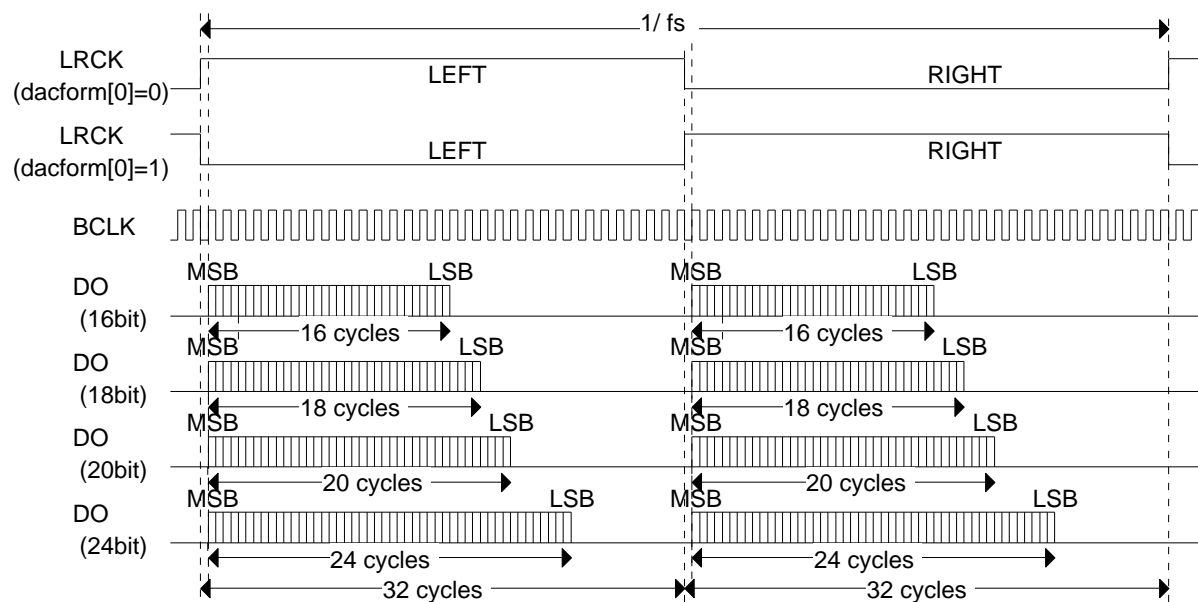 1/ fs
LRCK
(dacform[0]=0)
LEFT
RIGHT
LRCK
(dacform[0]=1)
LEFT
RIGHT
BCLK
MSB LSB MSB LSB
DO
(16bit)
16 cycles 16 cycles
MSB LSB MSB LSB
DO
(18bit)
18 cycles 18 cycles
MSB LSB MSB LSB
DO
(20bit)
20 cycles 20 cycles
MSB LSB MSB LSB
DO
(24bit)
24 cycles 24 cycles
32 cycles 32 cycles